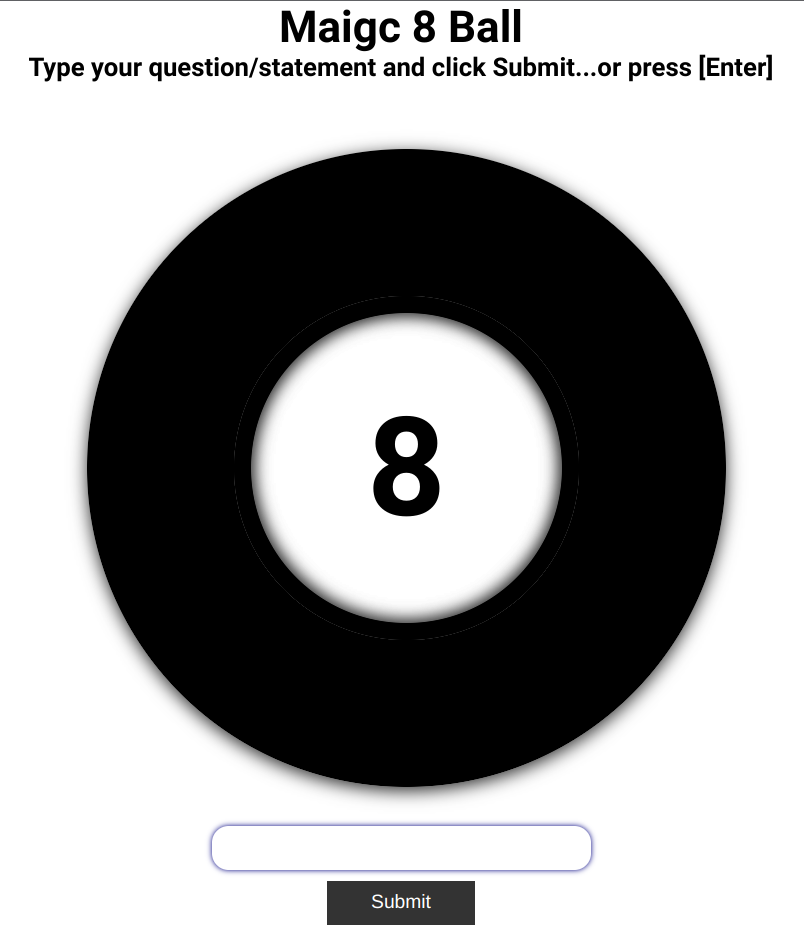 Maigc 8 Ball
Type your question/statement and click Submit...or press [Enter]
8
Submit